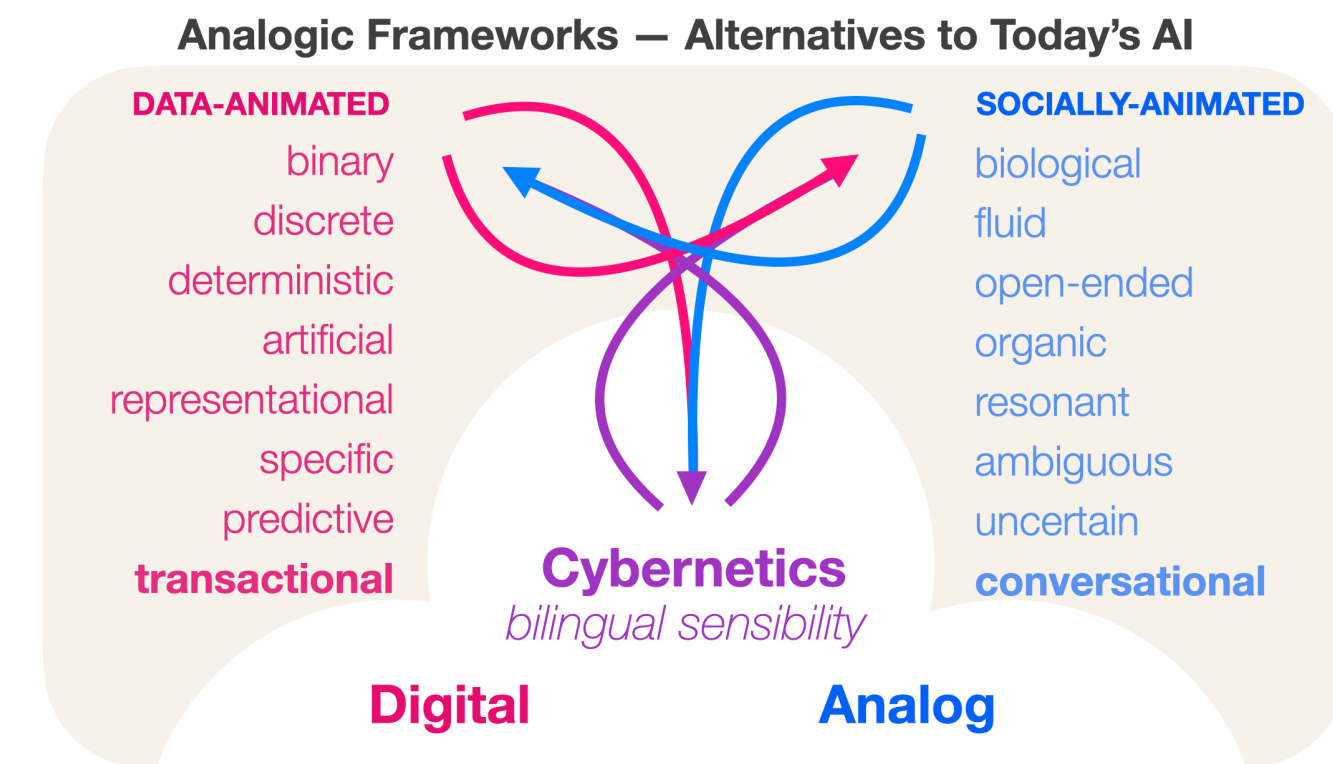 Analogic Frameworks — Alternatives to Today's AI
DATA-ANIMATED
binary
discrete
deterministic
artificial
representational
specific
predictive
transactional
SOCIALLY-ANIMATED
biological
fluid
open-ended
organic
resonant
ambiguous
uncertain
conversational
Cybernetics
bilingual sensibility
Digital
Analog